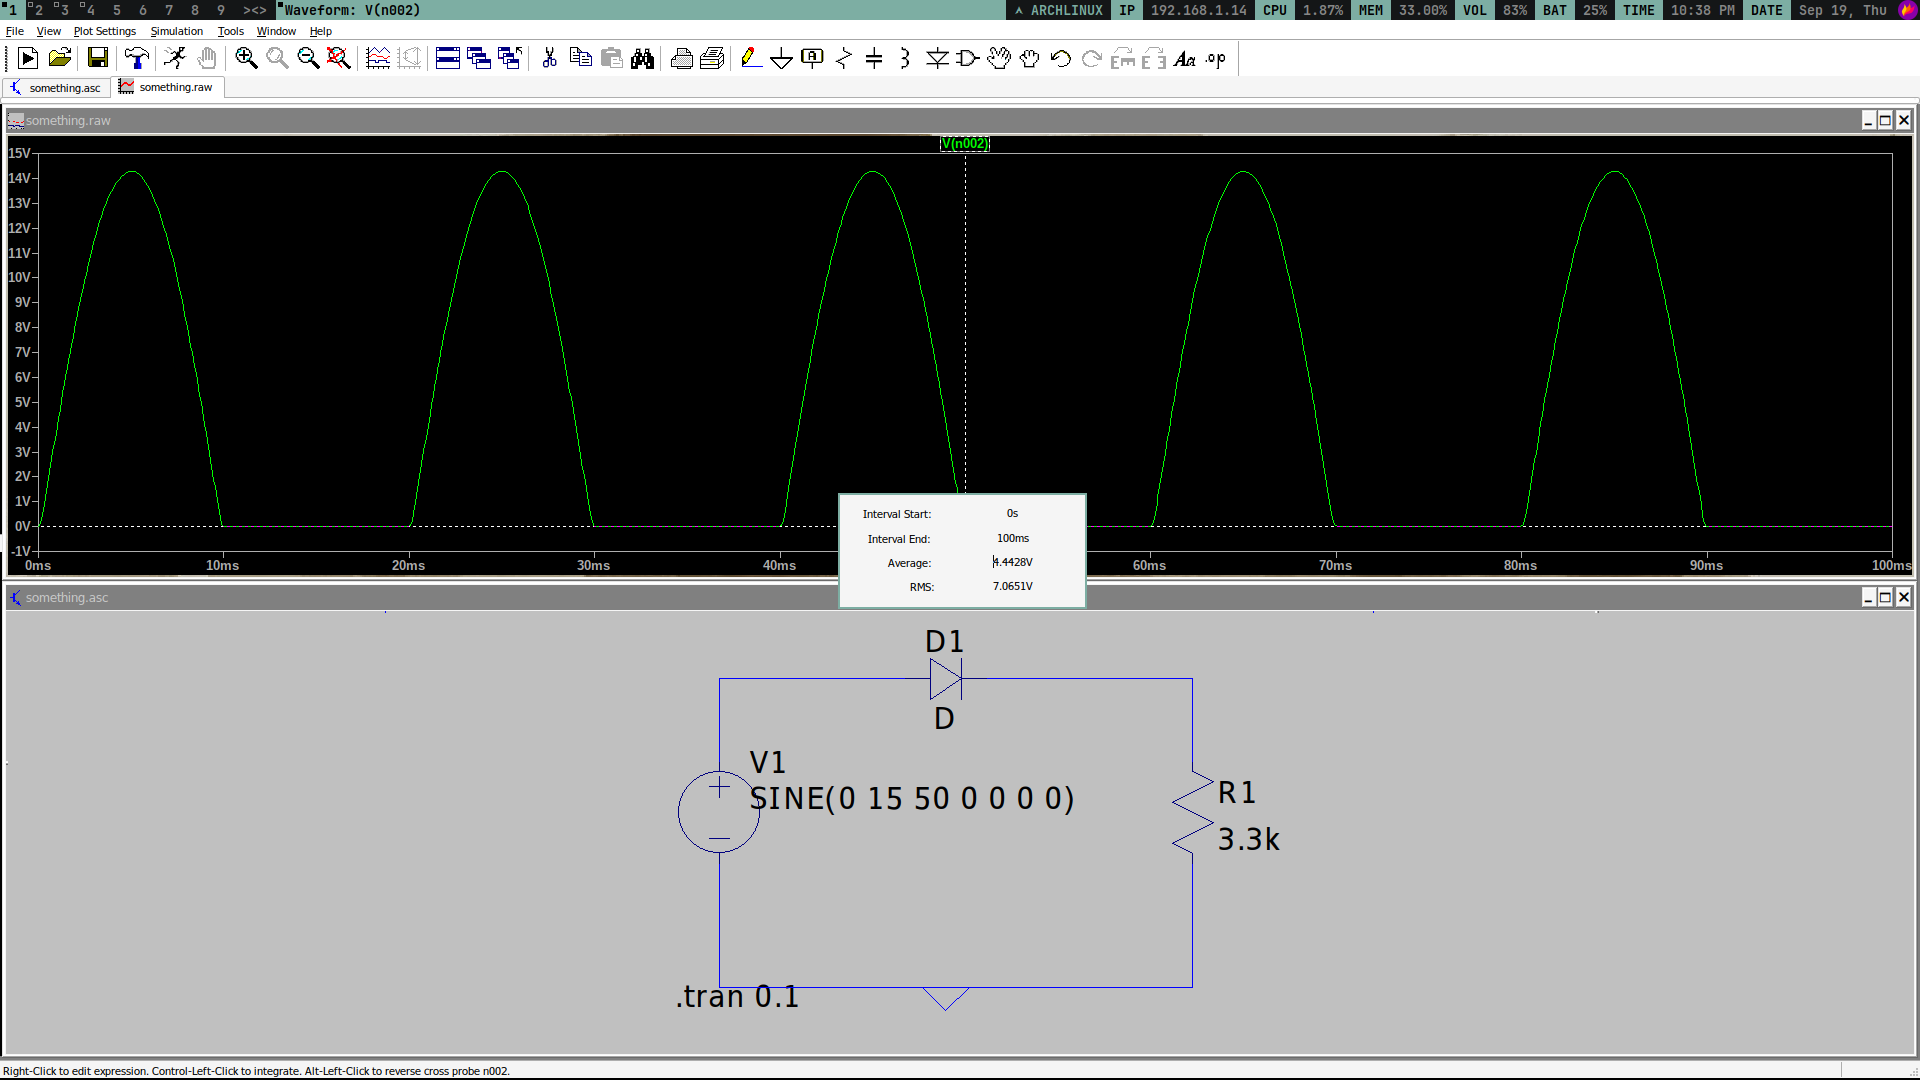 1 2 3 4 5 6 7 8 9 ><> Waveform: V(n002) ARCHLINUX IP 192.168.1.14 CPU 1.87% MEM 33.00% VOL 83% BAT 25% TIME 10:38 PM DATE Sep 19, Thu
File View Plot Settings Simulation Tools Window Help
A Aa .op
something.asc something.raw
something.raw
V(n002)
15V
14V
13V
12V
11V
10V
9V
8V
7V
6V
5V
4V
3V
2V
1V
0V
-1V
0ms 10ms 20ms 30ms 40ms 60ms 70ms 80ms 90ms 100ms
Interval Start: 0s
Interval End: 100ms
Average: 4.4428V
RMS: 7.0651V
something.asc
D1
D
V1
SINE(0 15 50 0 0 0 0)
R1
3.3k
.tran 0.1
Right-Click to edit expression. Control-Left-Click to integrate. Alt-Left-Click to reverse cross probe n002.